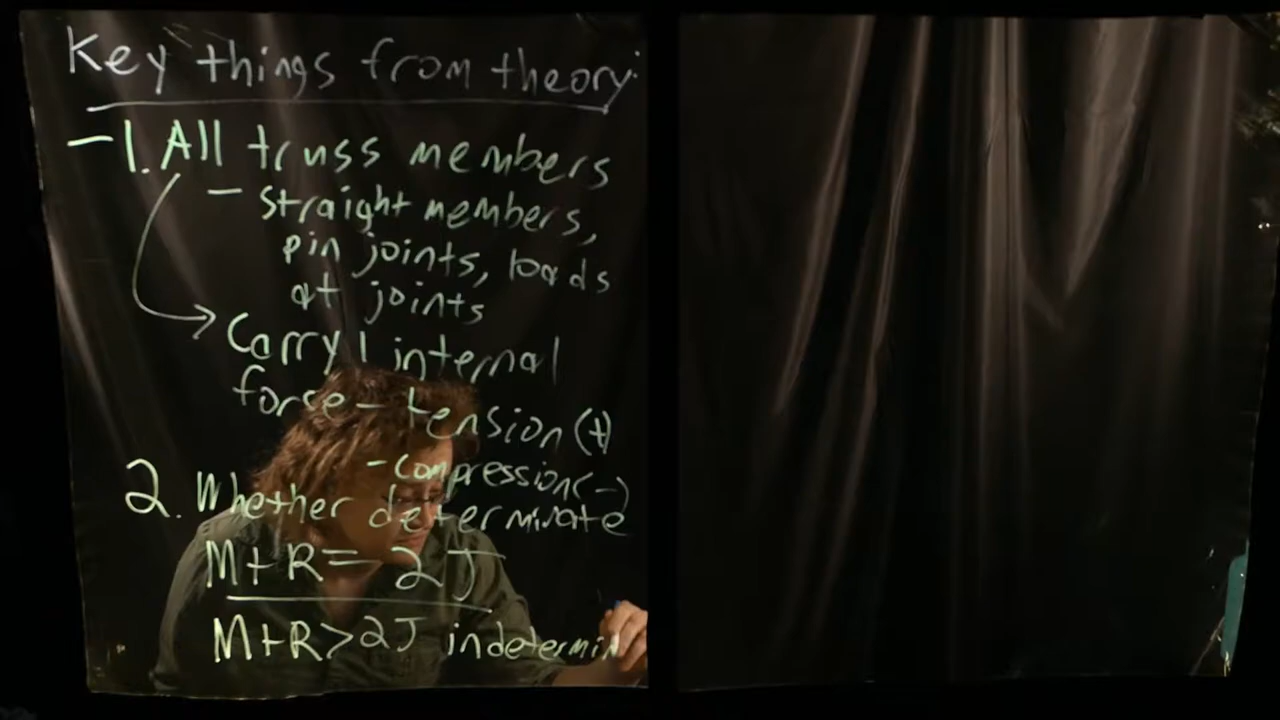 Key things from theory:
- 1. All truss members
- straight members,
pin joints, loads
at joints
Carry 1 internal
force - tension (+)
- compression (-)
2. Whether determinate
M+R = 2J
M+R > 2J indetermin